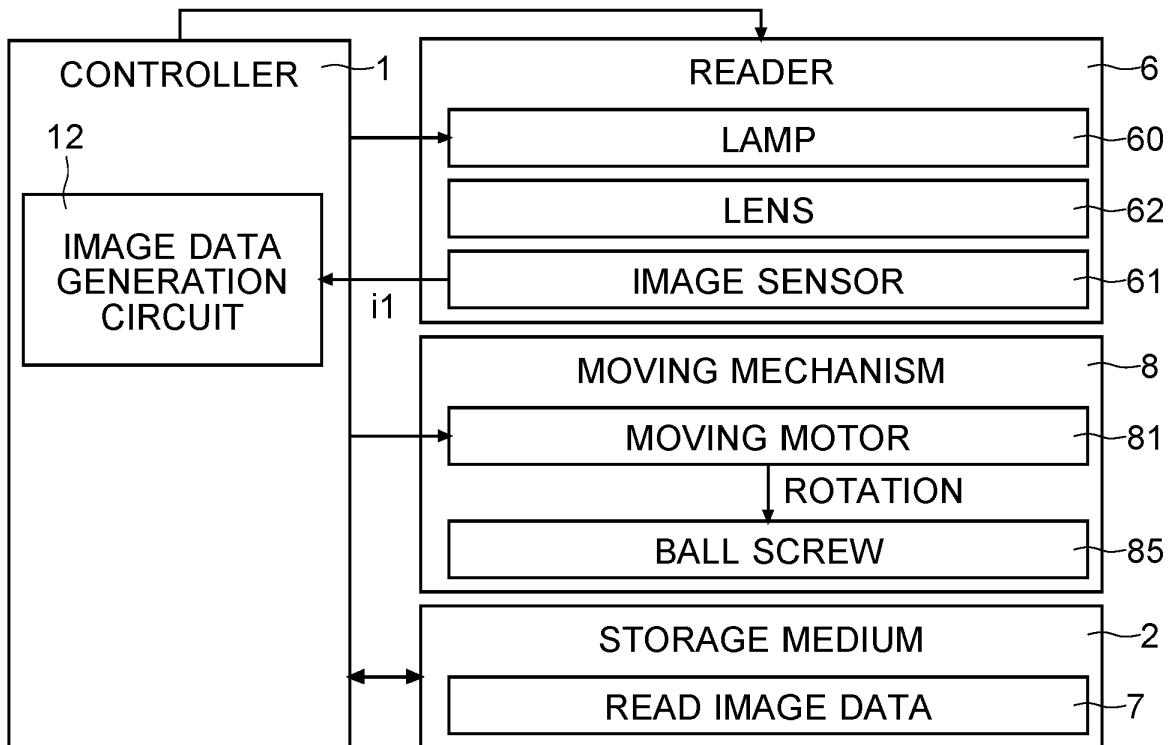 CONTROLLER
1
12
IMAGE DATA
GENERATION
CIRCUIT
i1
READER
6
LAMP
60
LENS
62
IMAGE SENSOR
61
MOVING MECHANISM
8
MOVING MOTOR
81
ROTATION
BALL SCREW
85
STORAGE MEDIUM
2
READ IMAGE DATA
7